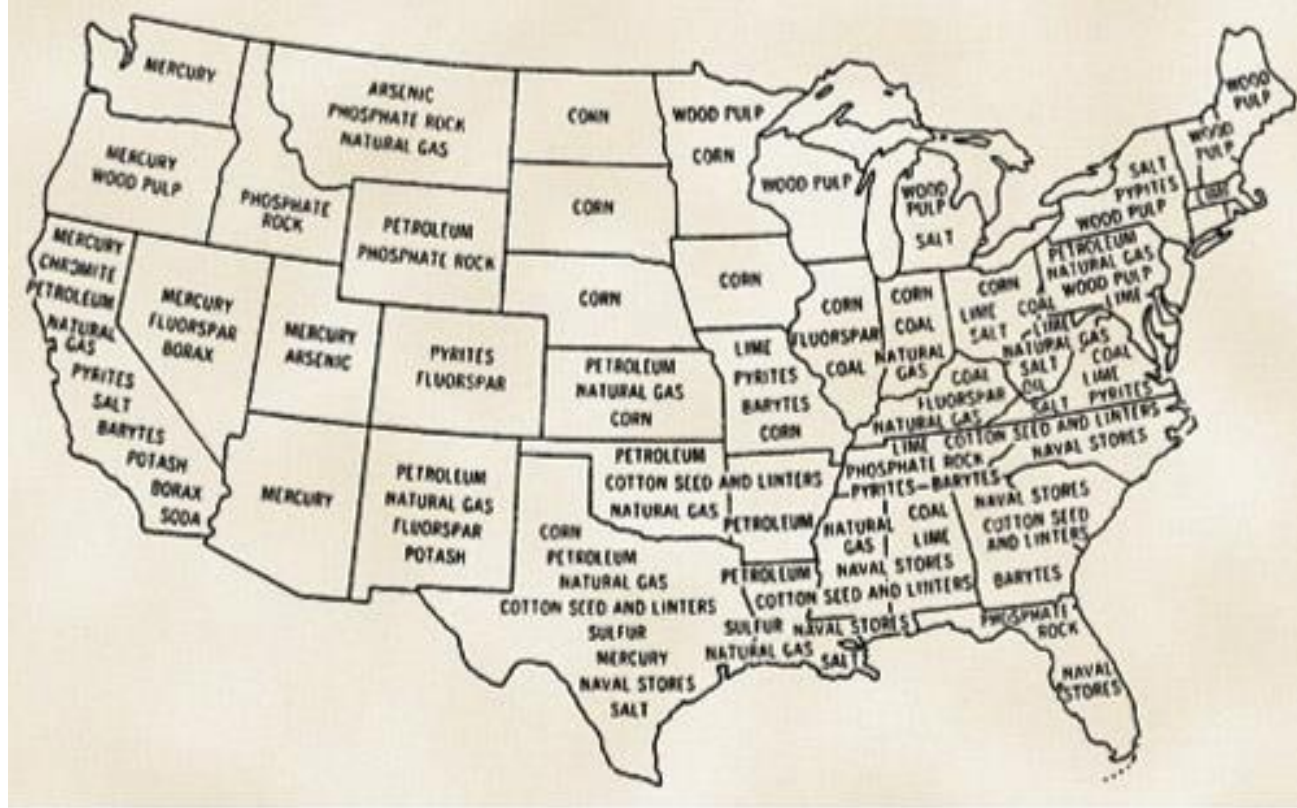 MERCURY
MERCURY
WOOD PULP
MERCURY
CHROMITE
PETROLEUM
NATURAL
GAS
PYRITES
SALT
BARYTES
POTASH
BORAX
SODA
MERCURY
FLUORSPAR
BORAX
PHOSPHATE
ROCK
ARSENIC
PHOSPHATE ROCK
NATURAL GAS
PETROLEUM
PHOSPHATE ROCK
MERCURY
ARSENIC
PYRITES
FLUORSPAR
MERCURY
PETROLEUM
NATURAL GAS
FLUORSPAR
POTASH
CORN
CORN
CORN
PETROLEUM
NATURAL GAS
CORN
PETROLEUM
COTTON SEED AND LINTERS
NATURAL GAS
CORN
PETROLEUM
NATURAL GAS
COTTON SEED AND LINTERS
SULFUR
MERCURY
NAVAL STORES
SALT
WOOD PULP
CORN
CORN
LIME
PYRITES
BARYTES
CORN
PETROLEUM
PETROLEUM
SULFUR
NATURAL GAS
SALT
WOOD PULP
CORN
FLUORSPAR
COAL
WOOD
PULP
SALT
CORN
COAL
NATURAL
GAS
CORN
LIME
COAL
SALT
COAL
FLUORSPAR
NATURAL GAS
LIME
NATURAL GAS
SALT
OIL
COAL
LIME
PYRITES
SALT
LIME
COTTON SEED AND LINTERS
NAVAL STORES
PHOSPHATE ROCK
PYRITES-BARYTES
NATURAL
GAS
COAL
LIME
NAVAL STORES
COTTON SEED AND LINTERS
NAVAL STORES
NAVAL STORES
COTTON SEED
AND LINTERS
BARYTES
PHOSPHATE
ROCK
NAVAL
STORES
PETROLEUM
NATURAL GAS
WOOD PULP
LIME
SALT
PYPITES
WOOD PULP
WOOD
PULP
WOOD
PULP